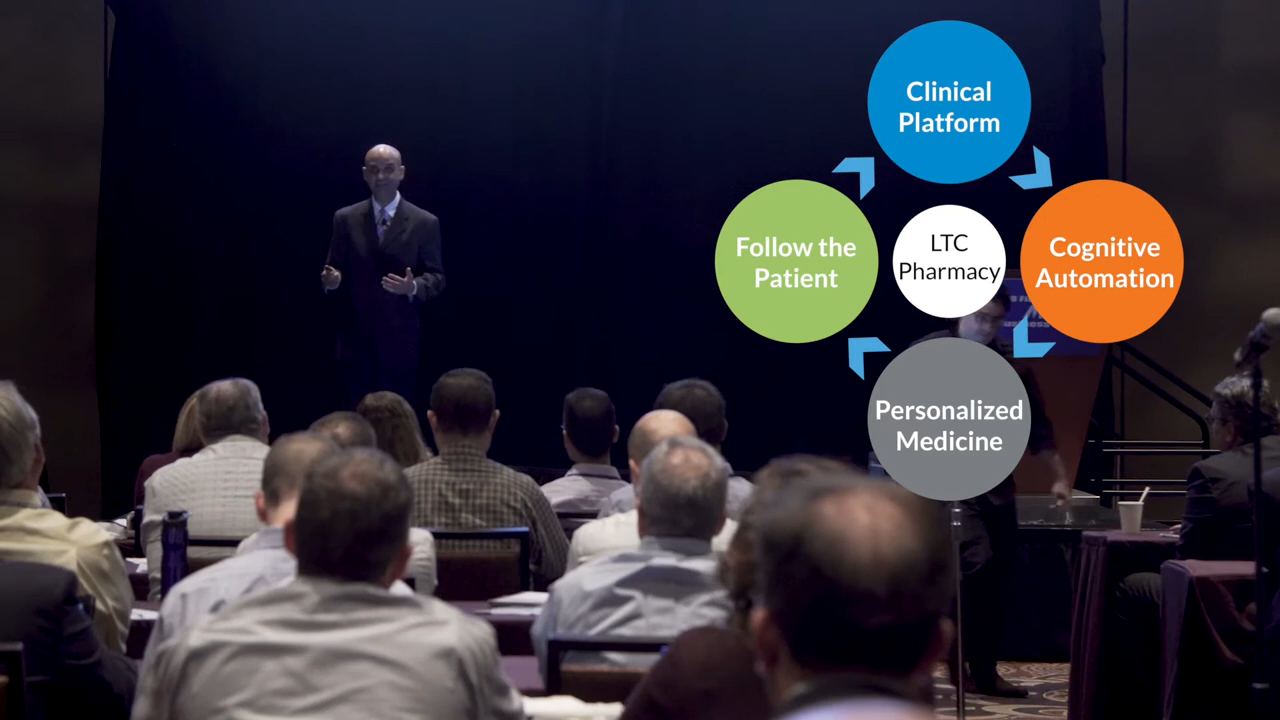 Clinical
Platform
Follow the
Patient
LTC
Pharmacy
Cognitive
Automation
Personalized
Medicine